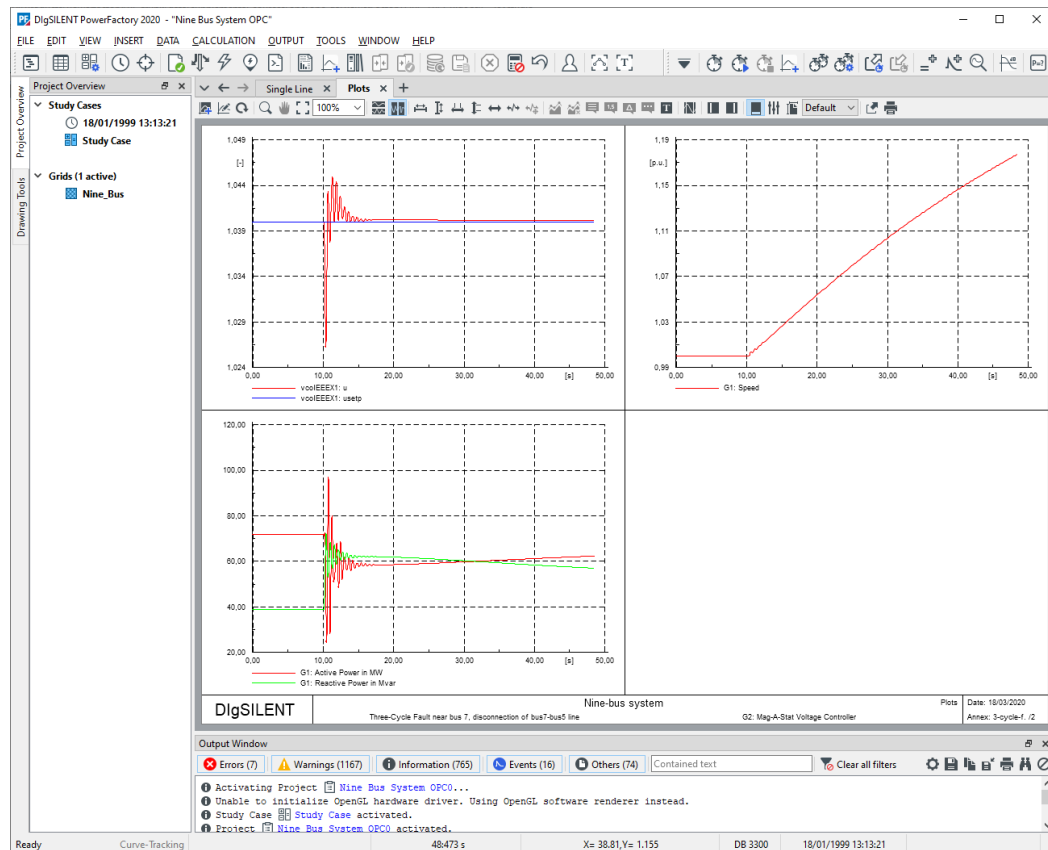 DIgSILENT PowerFactory 2020 - "Nine Bus System OPC"
FILE EDIT VIEW INSERT DATA CALCULATION OUTPUT TOOLS WINDOW HELP
Project Overview
Drawing Tools
Project Overview
Study Cases
18/01/1999 13:13:21
Study Case
Grids (1 active)
Nine_Bus
Single Line
Plots
100%
Default
1,049
[-]
1,044
1,039
1,034
1,029
1,024
0,00 10,00 20,00 30,00 40,00 [s] 50,00
vcoIEEEX1: u
vcoIEEEX1: usetp
1,19
[p.u.]
1,15
1,11
1,07
1,03
0,99
0,00 10,00 20,00 30,00 40,00 [s] 50,00
G1: Speed
120,00
100,00
80,00
60,00
40,00
20,00
0,00 10,00 20,00 30,00 40,00 [s] 50,00
G1: Active Power in MW
G1: Reactive Power in Mvar
DIgSILENT
Nine-bus system
Three-Cycle Fault near bus 7, disconnection of bus7-bus5 line
G2: Mag-A-Stat Voltage Controller
Plots
Date: 18/03/2020
Annex: 3-cycle-f. /2
Output Window
Errors (7) Warnings (1167) Information (765) Events (16) Others (74) Contained text Clear all filters
Activating Project Nine Bus System OPC0...
Unable to initialize OpenGL hardware driver. Using OpenGL software renderer instead.
Study Case Study Case activated.
Project Nine Bus System OPC0 activated.
Ready Curve-Tracking 48:473 s X= 38.81,Y= 1.155 DB 3300 18/01/1999 13:13:21